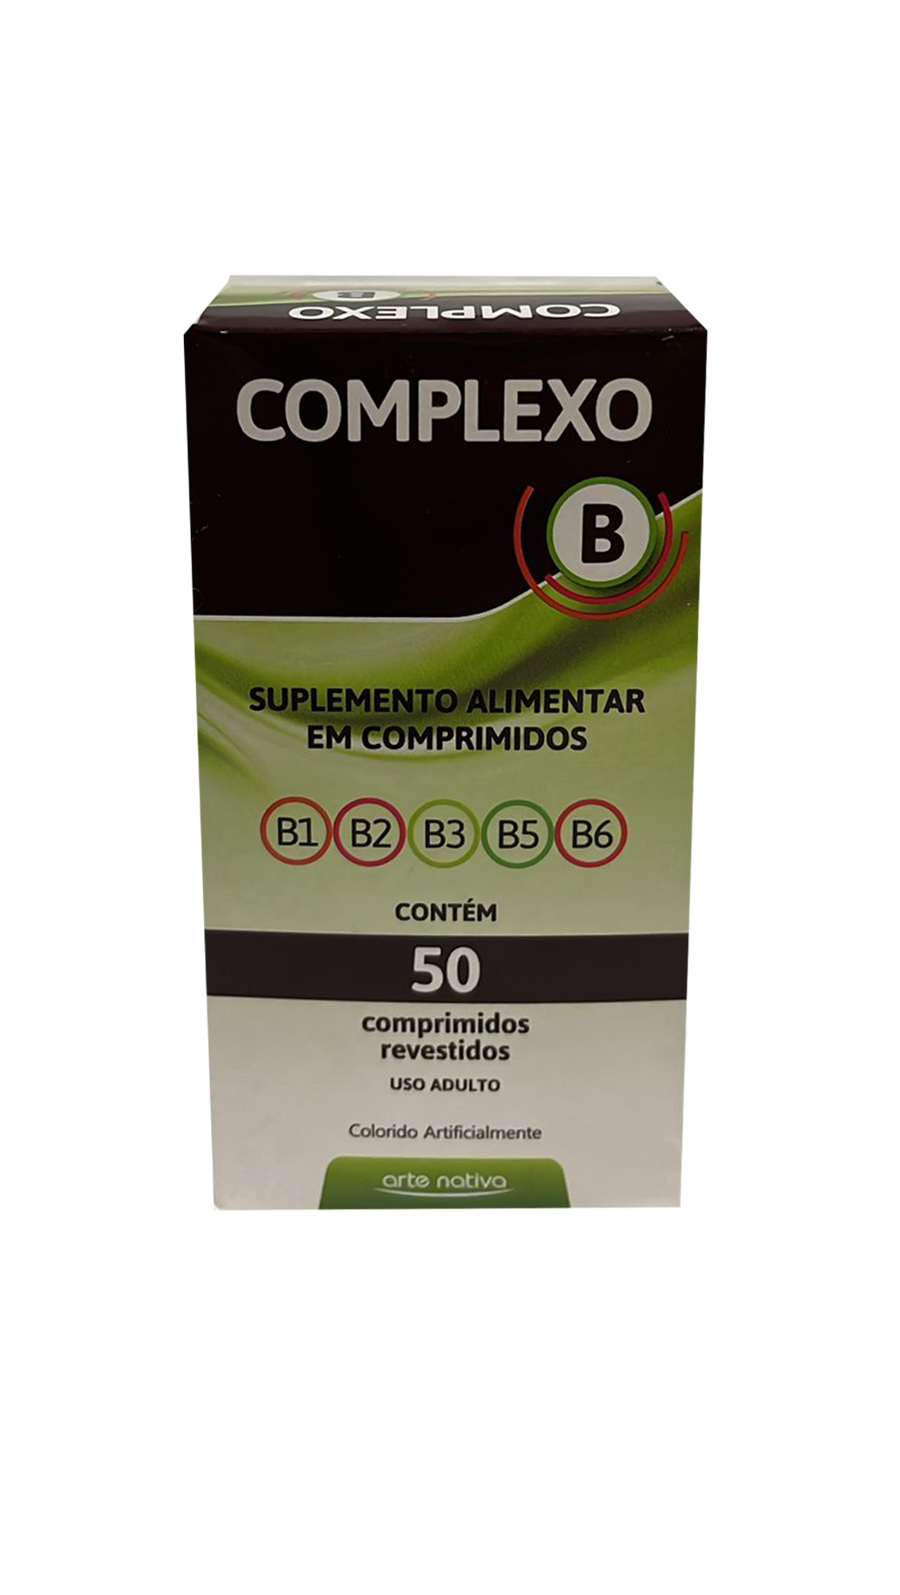 B COMPLEXO
COMPLEXO
B
SUPLEMENTO ALIMENTAR
EM COMPRIMIDOS
B1 B2 B3 B5 B6
CONTÉM
50
comprimidos
revestidos
USO ADULTO
Colorido Artificialmente
arte nativa